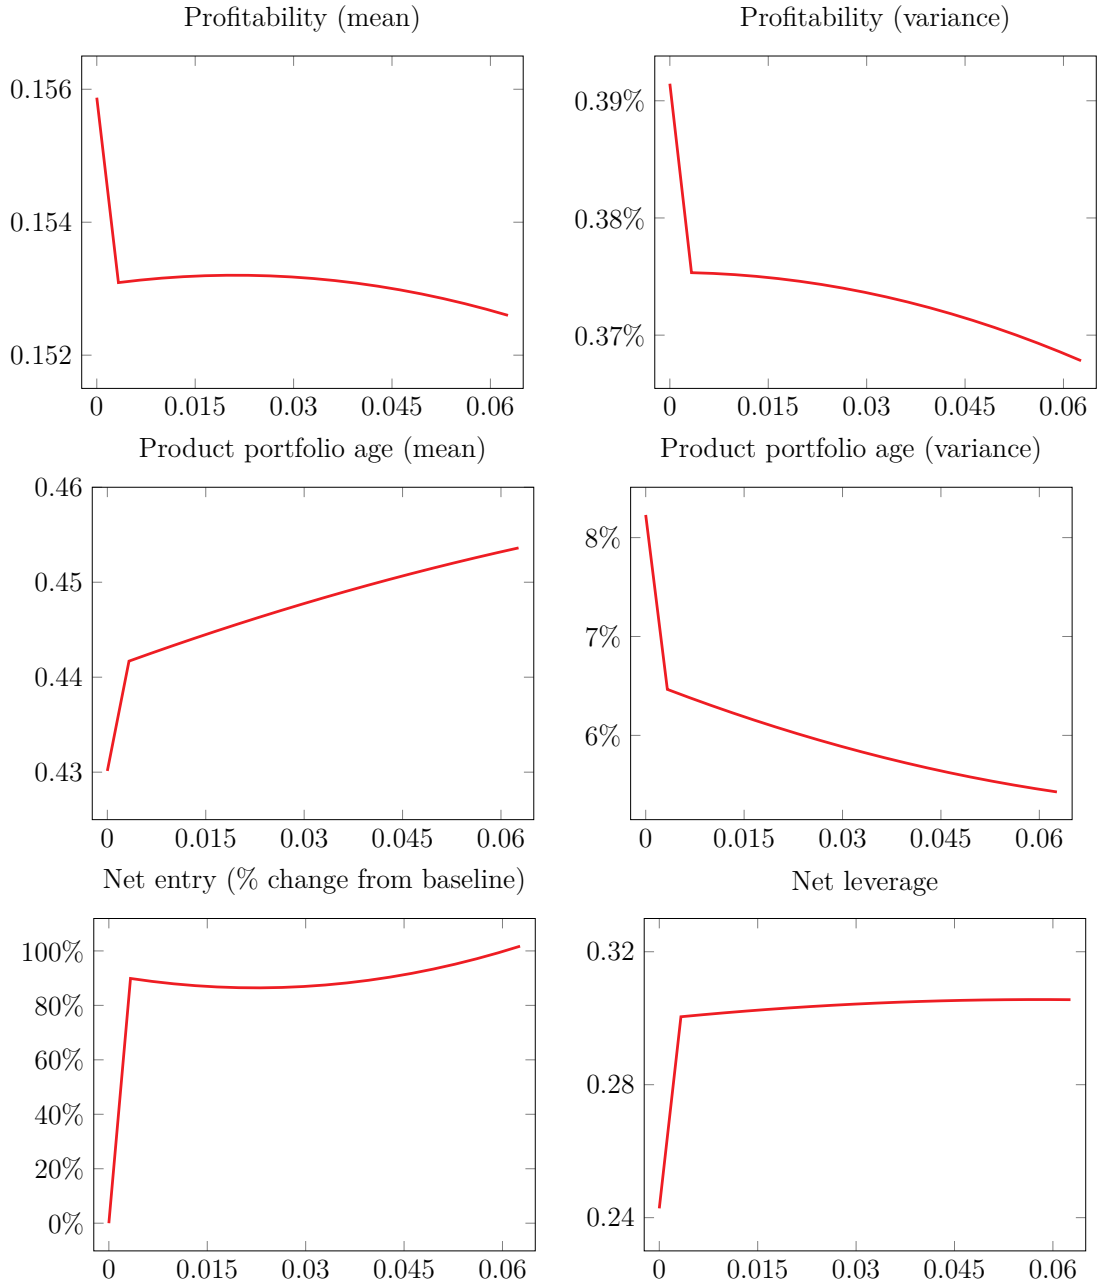 Profitability (mean)
0.156
0.154
0.152
0 0.015 0.03 0.045 0.06
Profitability (variance)
0.39%
0.38%
0.37%
0 0.015 0.03 0.045 0.06
Product portfolio age (mean)
0.46
0.45
0.44
0.43
0 0.015 0.03 0.045 0.06
Product portfolio age (variance)
8%
7%
6%
0 0.015 0.03 0.045 0.06
Net entry (% change from baseline)
100%
80%
60%
40%
20%
0%
0 0.015 0.03 0.045 0.06
Net leverage
0.32
0.28
0.24
0 0.015 0.03 0.045 0.06